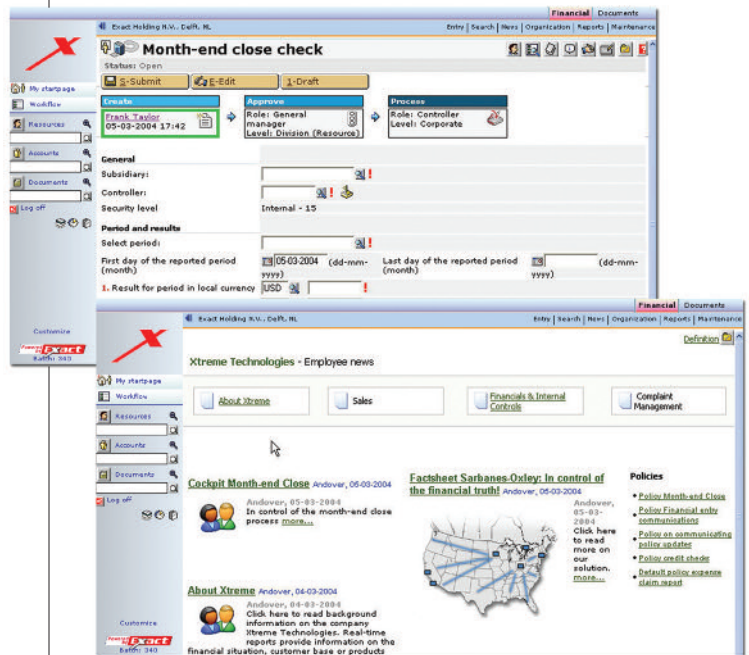 Financial Documents
Exact Holding N.V., Delft, NL
Entry | Search | News | Organization | Reports | Maintenance
Month-end close check
Status: Open
S-Submit
E-Edit
1-Draft
My startpage
Workflow
Resources
Accounts
Documents
Log off
Customize
Powered by Exact
Batch: 340
Create
Frank Taylor
05-03-2004 17:42
Approve
Role: General
manager
Level: Division (Resource)
Process
Role: Controller
Level: Corporate
General
Subsidiary: !
Controller: !
Security level Internal - 15
Period and results
Select period: !
First day of the reported period
(month)
05-03-2004 (dd-mm-
yyyy)
Last day of the reported period
(month)
(dd-mm-
yyyy)
1. Result for period in local currency USD !
Financial Documents
Exact Holding N.V., Delft, NL
Entry | Search | News | Organization | Reports | Maintenance
Definition
My startpage
Workflow
Resources
Accounts
Documents
Log off
Customize
Powered by Exact
Batch: 340
Xtreme Technologies - Employee news
About Xtreme
Sales
Financials & Internal
Controls
Complaint
Management
Cockpit Month-end Close Andover, 05-03-2004
Andover, 05-03-2004
In control of the month-end close
process more...
Factsheet Sarbanes-Oxley: In control of
the financial truth! Andover, 05-03-2004
Andover,
05-03-
2004
Click here
to read
more on
our
solution.
more...
Policies
• Policy Month-end Close
• Policy Financial entry
communications
• Policy on communicating
policy updates
• Policy credit checks
• Default policy expense
claim report
About Xtreme Andover, 04-03-2004
Andover, 04-03-2004
Click here to read background
information on the company
Xtreme Technologies. Real-time
reports provide information on the
financial situation, customer base or products